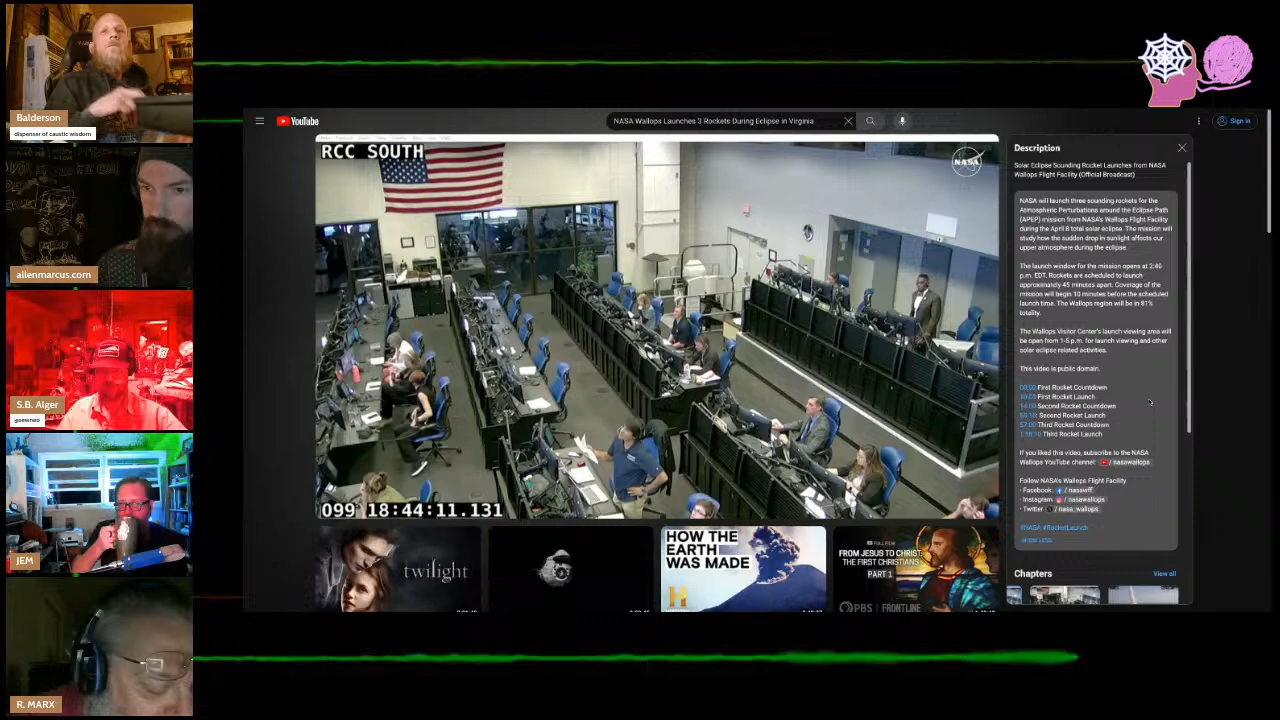 Balderson
dispenser of caustic wisdom
allenmarcus.com
S.B. Alger
@sewneo
JEM
R. MARX
YouTube
NASA Wallops Launches 3 Rockets During Eclipse in Virginia
Sign in
RCC SOUTH
NASA
099 18:44:11.131
Description
Solar Eclipse Sounding Rocket Launches from NASA
Wallops Flight Facility (Official Broadcast)
NASA will launch three sounding rockets for the
Atmospheric Perturbations around the Eclipse Path
(APEP) mission from NASA's Wallops Flight Facility
during the April 8 total solar eclipse. The mission will
study how the sudden drop in sunlight affects our
upper atmosphere during the eclipse.
The launch window for the mission opens at 2:40
p.m. EDT. Rockets are scheduled to launch
approximately 45 minutes apart. Coverage of the
mission will begin 10 minutes before the scheduled
launch time. The Wallops region will be in 81%
totality.
The Wallops Visitor Center's launch viewing area will
be open from 1-5 p.m. for launch viewing and other
solar eclipse related activities.
This video is public domain.
00:00 First Rocket Countdown
First Rocket Launch
Second Rocket Countdown
Second Rocket Launch
57:00 Third Rocket Countdown
Third Rocket Launch
If you liked this video, subscribe to the NASA
Wallops YouTube channel: / nasawallops
Follow NASA's Wallops Flight Facility
· Facebook: / nasawff
· Instagram / nasawallops
· Twitter / nasa_wallops
#NASA #RocketLaunch
SHOW LESS
Chapters
View all
twilight
HOW THE
EARTH
WAS MADE
H
FULL FILM
FROM JESUS TO CHRIST:
THE FIRST CHRISTIANS
PART 1
PBS FRONTLINE